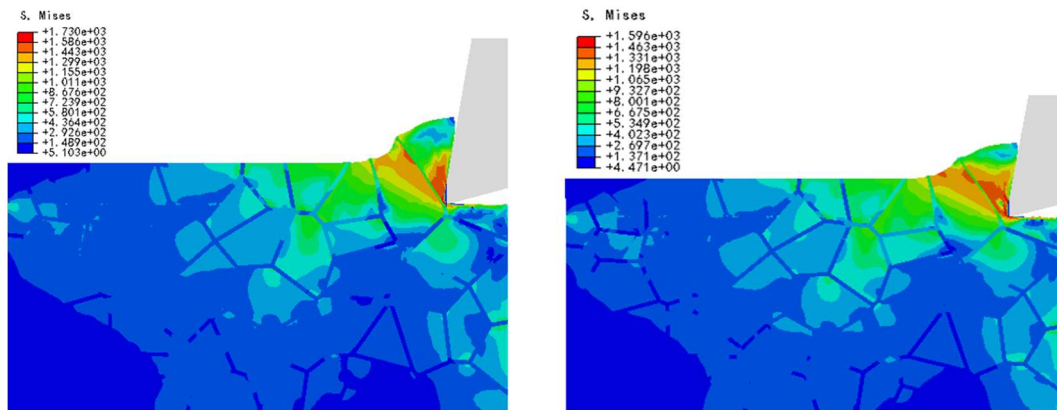 S, Mises
+1.730e+03
+1.586e+03
+1.443e+03
+1.299e+03
+1.155e+03
+1.011e+03
+8.676e+02
+7.239e+02
+5.801e+02
+4.364e+02
+2.926e+02
+1.489e+02
+5.103e+00
S, Mises
+1.596e+03
+1.463e+03
+1.331e+03
+1.198e+03
+1.065e+03
+9.327e+02
+8.001e+02
+6.675e+02
+5.349e+02
+4.023e+02
+2.697e+02
+1.371e+02
+4.471e+00